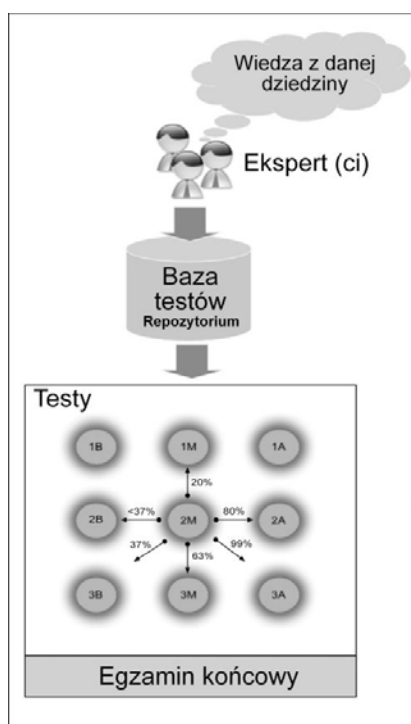 Wiedza z danej
dziedziny
Ekspert (ci)
Baza
testów
Repozytorium
Testy
1B 1M 1A
20%
<37% 80%
2B 2M 2A
37% 63% 99%
3B 3M 3A
Egzamin końcowy